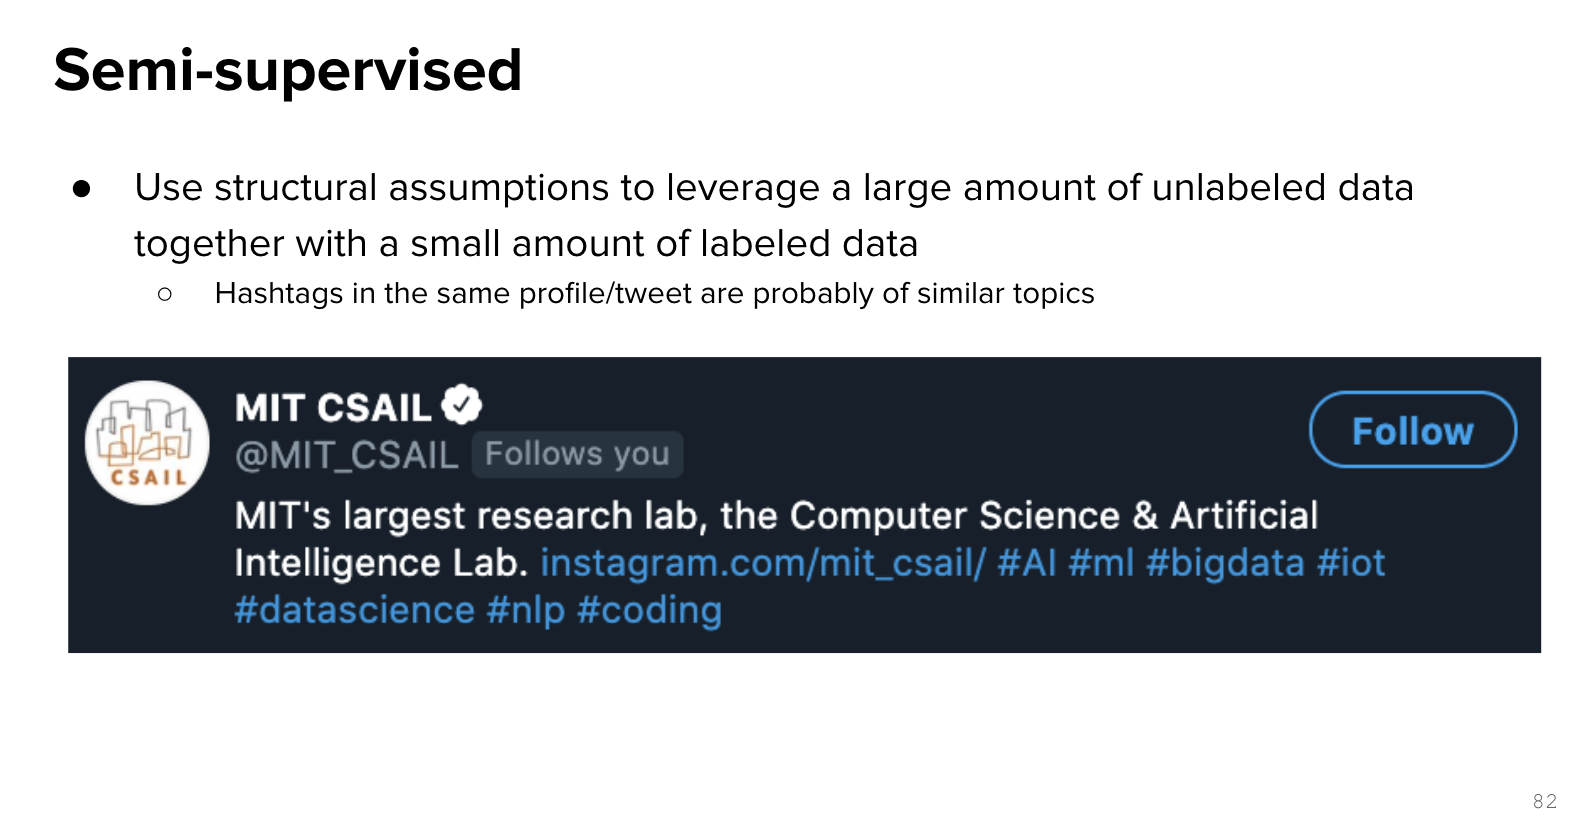 Semi-supervised
● Use structural assumptions to leverage a large amount of unlabeled data
together with a small amount of labeled data
○ Hashtags in the same profile/tweet are probably of similar topics
CSAIL
MIT CSAIL
@MIT_CSAIL Follows you
Follow
MIT's largest research lab, the Computer Science & Artificial
Intelligence Lab. instagram.com/mit_csail/ #AI #ml #bigdata #iot
#datascience #nlp #coding
82